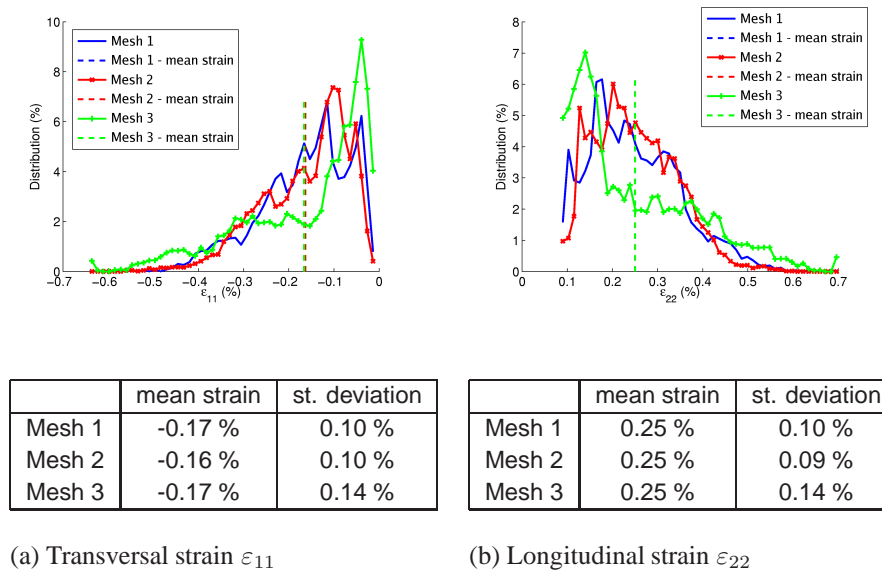 10
8
6
4
2
0
Distribution (%)
Mesh 1
Mesh 1 - mean strain
Mesh 2
Mesh 2 - mean strain
Mesh 3
Mesh 3 - mean strain
−0.7 −0.6 −0.5 −0.4 −0.3 −0.2 −0.1 0
ε11 (%)
8
7
6
5
4
3
2
1
0
Distribution (%)
Mesh 1
Mesh 1 - mean strain
Mesh 2
Mesh 2 - mean strain
Mesh 3
Mesh 3 - mean strain
0 0.1 0.2 0.3 0.4 0.5 0.6 0.7
ε22 (%)
mean strain st. deviation
Mesh 1 -0.17 % 0.10 %
Mesh 2 -0.16 % 0.10 %
Mesh 3 -0.17 % 0.14 %
mean strain st. deviation
Mesh 1 0.25 % 0.10 %
Mesh 2 0.25 % 0.09 %
Mesh 3 0.25 % 0.14 %
(a) Transversal strain ε11
(b) Longitudinal strain ε22